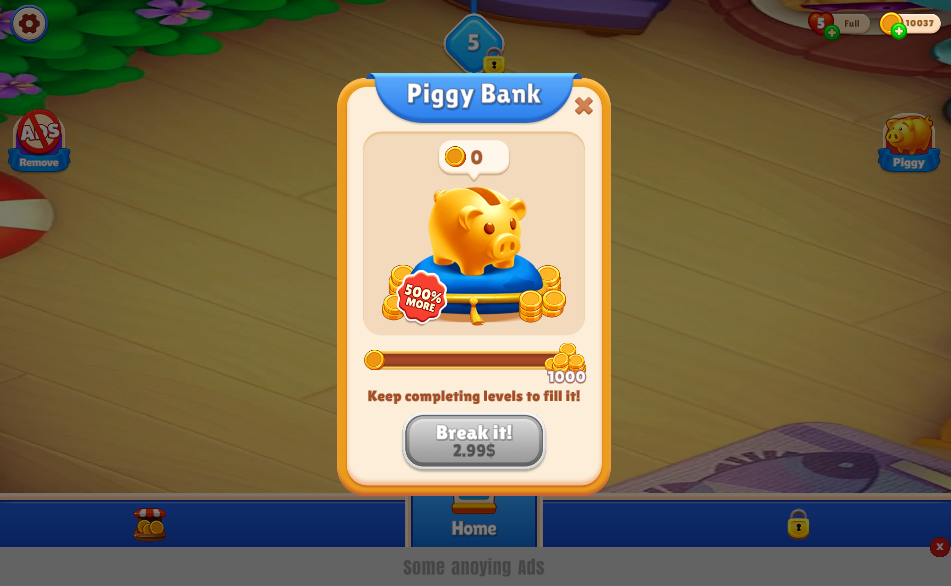 5
5
Full
10037
Piggy Bank
ADS
Remove
0
Piggy
500%
MORE
1000
Keep completing levels to fill it!
Break it!
2.99$
Home
Some anoying Ads